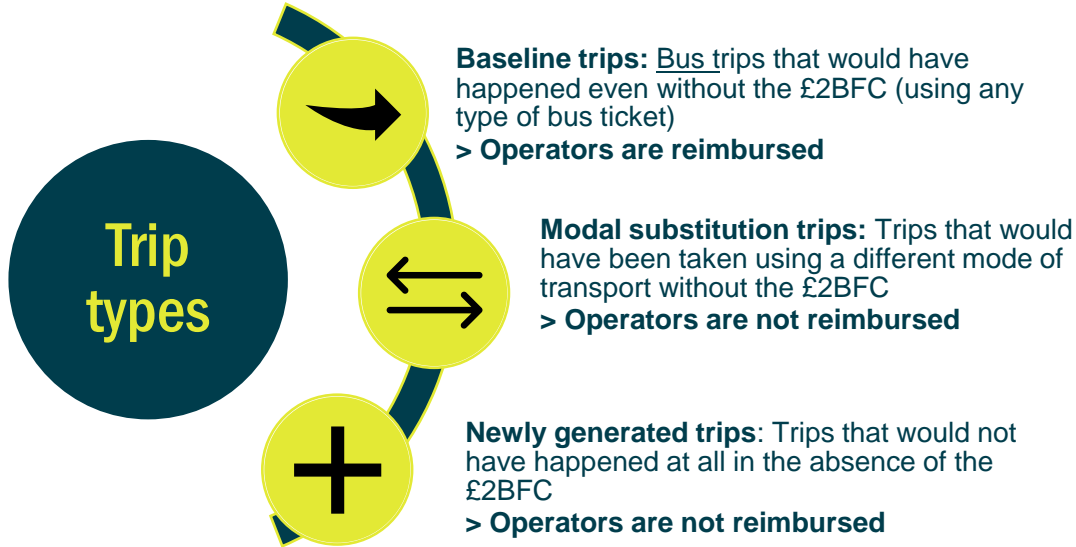 Trip
types
Baseline trips: Bus trips that would have
happened even without the £2BFC (using any
type of bus ticket)
> Operators are reimbursed
Modal substitution trips: Trips that would
have been taken using a different mode of
transport without the £2BFC
> Operators are not reimbursed
Newly generated trips: Trips that would not
have happened at all in the absence of the
£2BFC
> Operators are not reimbursed